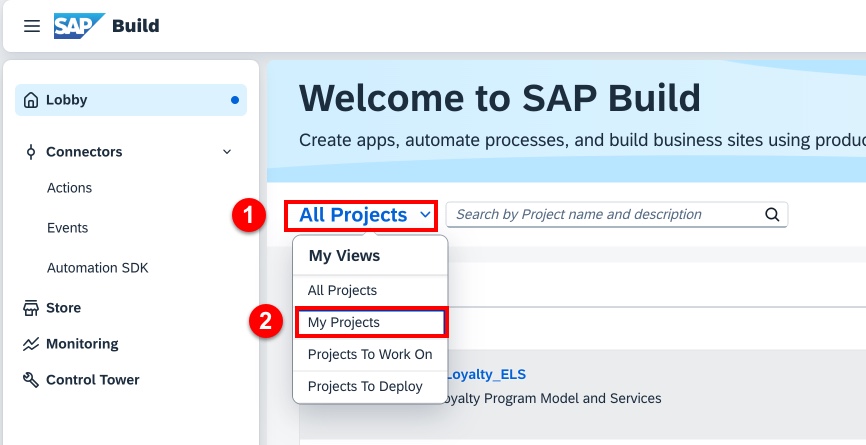 SAP Build
Lobby
Welcome to SAP Build
Create apps, automate processes, and build business sites using
Connectors
Actions
1
All Projects
Search by Project name and description
Events
My Views
Automation SDK
All Projects
Store
2
My Projects
Monitoring
Projects To Work On
Control Tower
Loyalty_ELS
Projects To Deploy
Program Model and Services